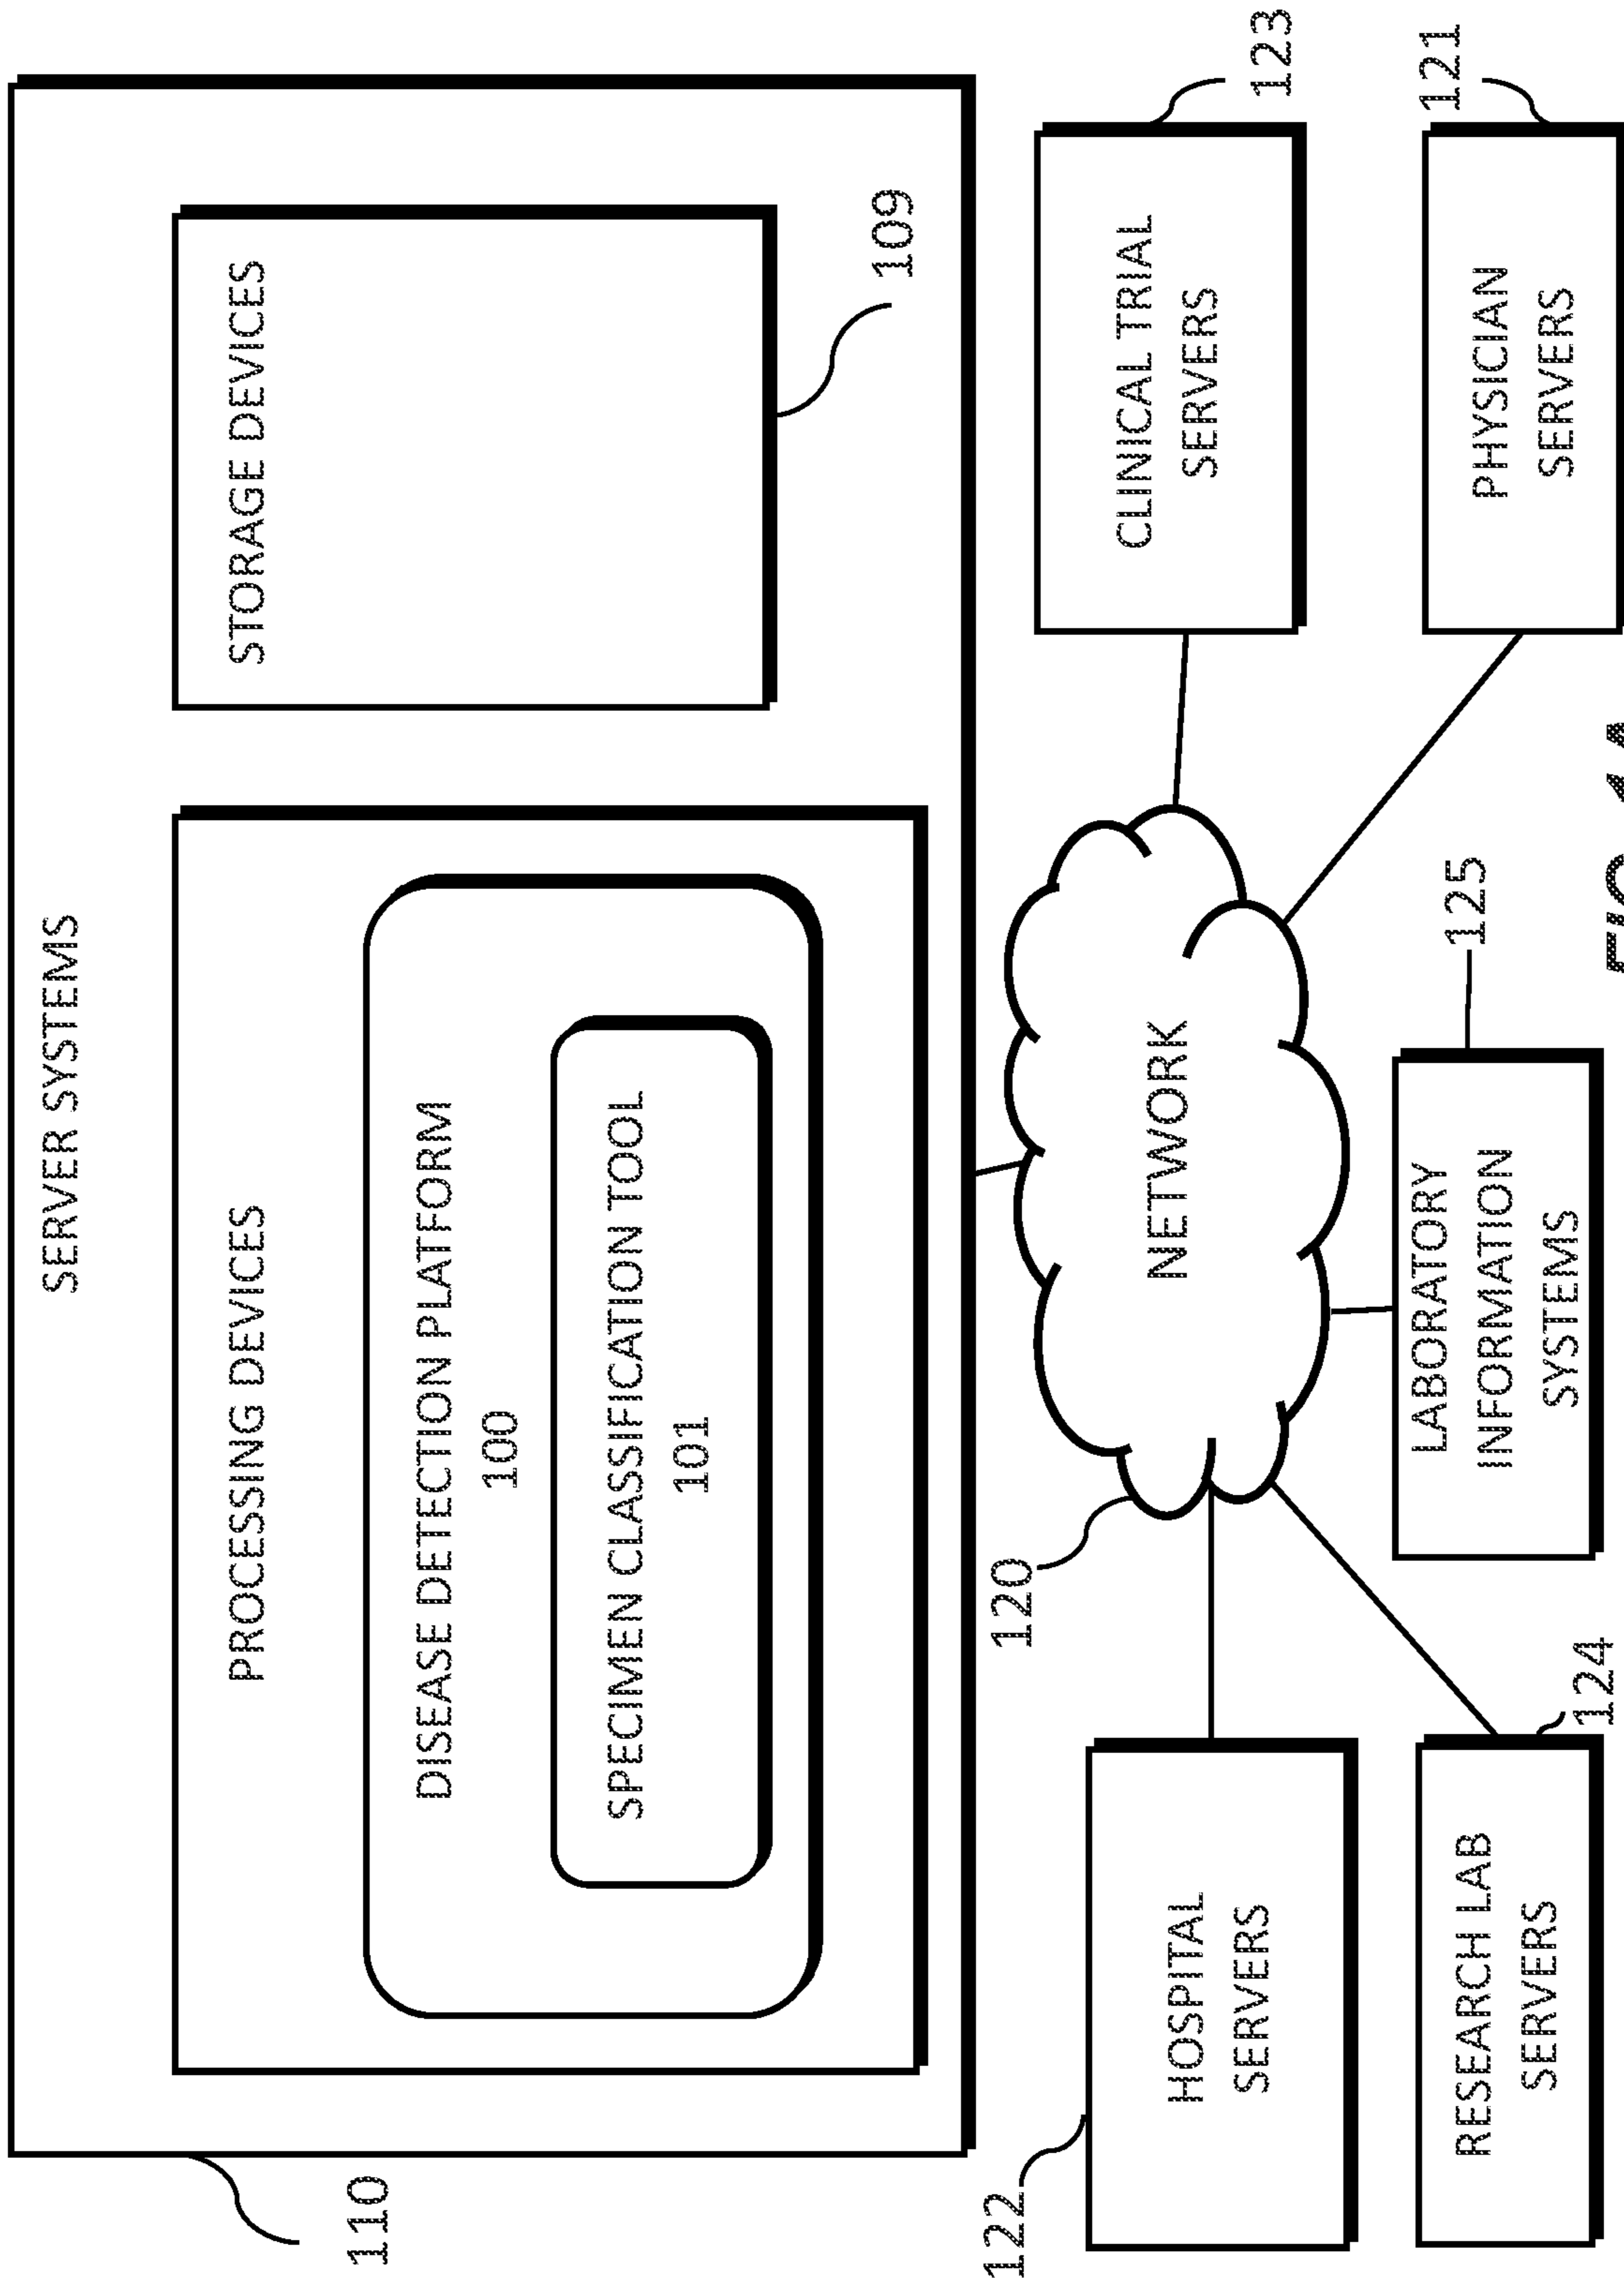 SERVER SYSTEMS
110
PROCESSING DEVICES
DISEASE DETECTION PLATFORM
100
SPECIMEN CLASSIFICATION TOOL
101
STORAGE DEVICES
109
120
NETWORK
122
HOSPITAL
SERVERS
CLINICAL TRIAL
SERVERS
123
RESEARCH LAB
SERVERS
124
LABORATORY
INFORMATION
SYSTEMS
125
PHYSICIAN
SERVERS
121